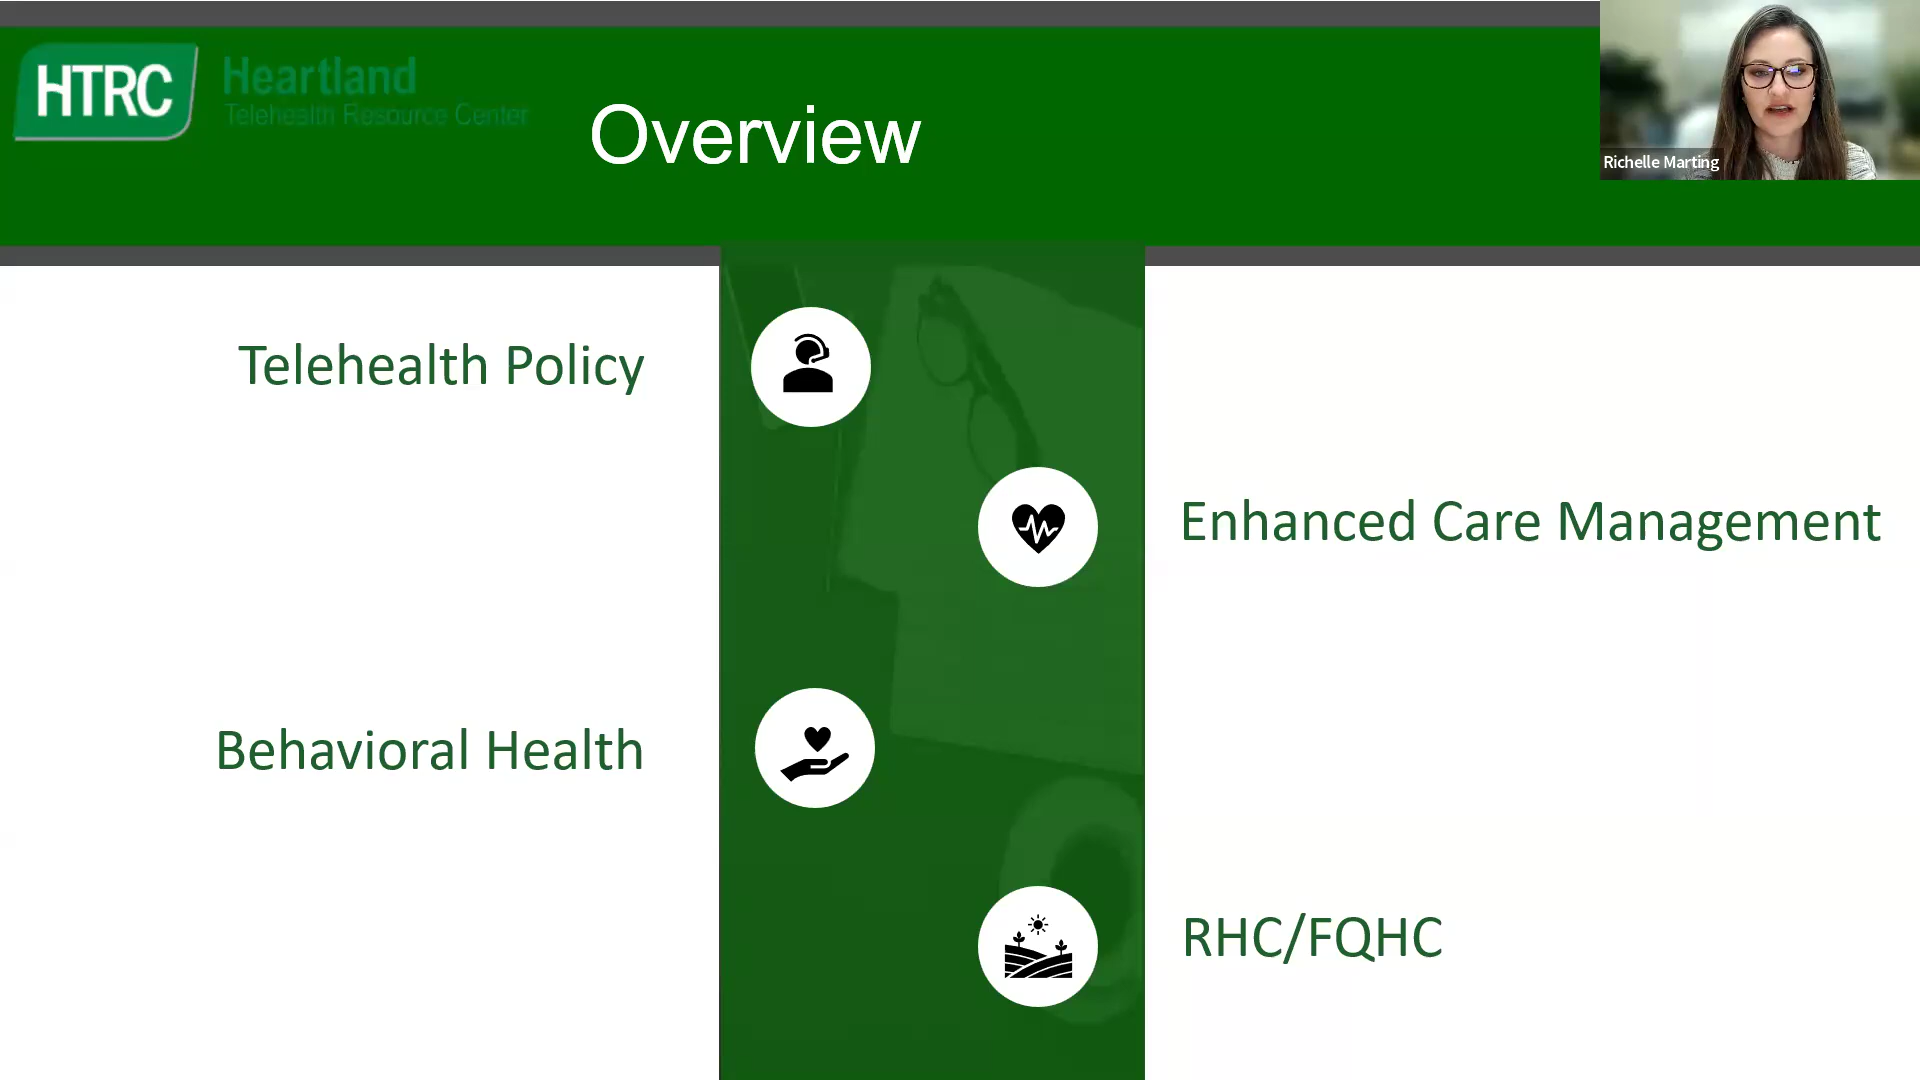 HTRC
Heartland
Telehealth Resource Center
Overview
Richelle Marting
Telehealth Policy
Enhanced Care Management
Behavioral Health
RHC/FQHC